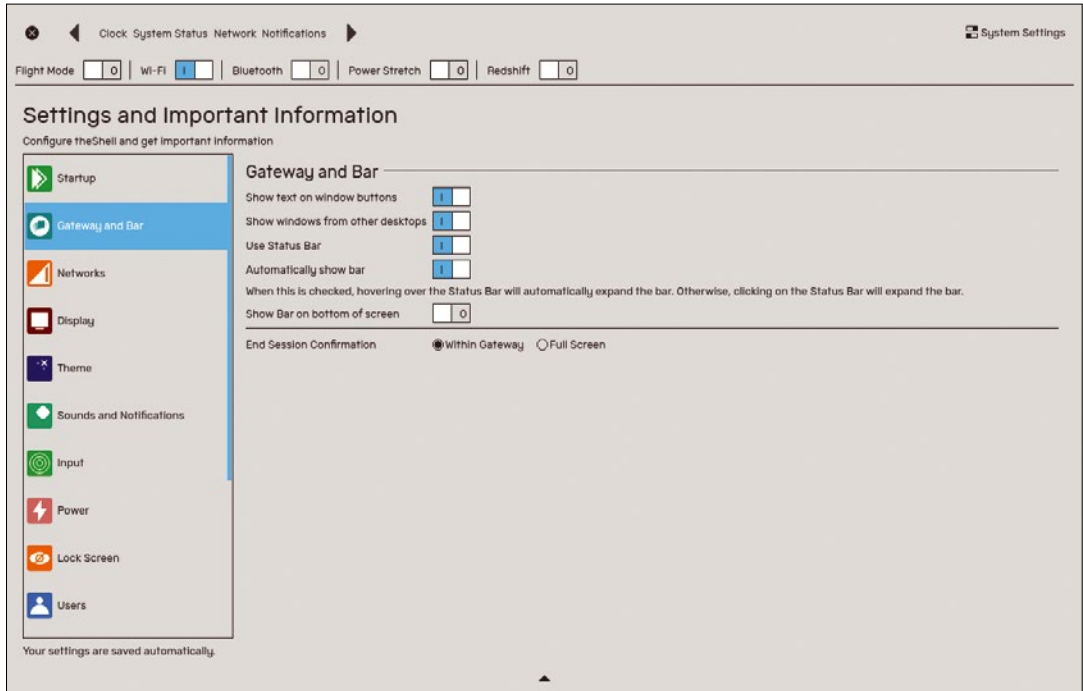 Clock System Status Network Notifications System Settings
Flight Mode O Wi-Fi I Bluetooth O Power Stretch O Redshift O
Settings and Important Information
Configure theShell and get important information
Startup
Gateway and Bar
Networks
Display
Theme
Sounds and Notifications
Input
Power
Lock Screen
Users
Your settings are saved automatically.
Gateway and Bar
Show text on window buttons I
Show windows from other desktops I
Use Status Bar I
Automatically show bar I
When this is checked, hovering over the Status Bar will automatically expand the bar. Otherwise, clicking on the Status Bar will expand the bar.
Show Bar on bottom of screen O
End Session Confirmation Within Gateway Full Screen